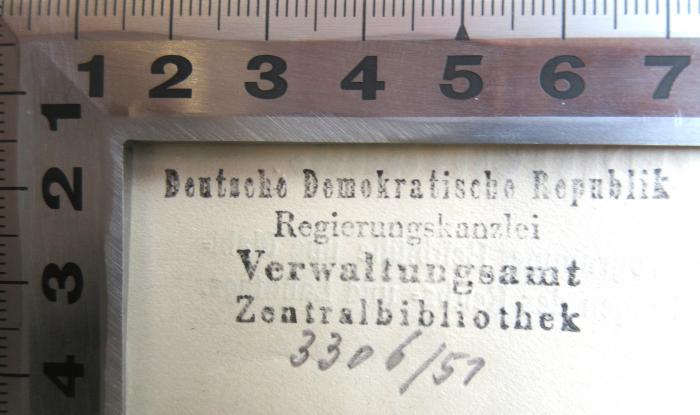 1 2 3 4 5 6 7
1
2
3
4
Deutsche Demokratische Republik
Regierungskanzlei
Verwaltungsamt
Zentralbibliothek
3306/51